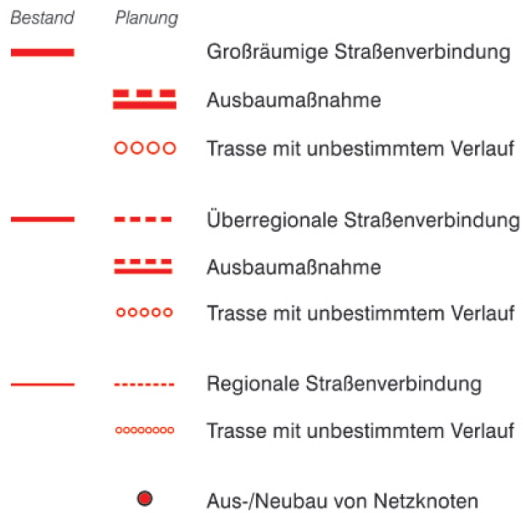 Bestand Planung
Großräumige Straßenverbindung
Ausbaumaßnahme
Trasse mit unbestimmtem Verlauf
Überregionale Straßenverbindung
Ausbaumaßnahme
Trasse mit unbestimmtem Verlauf
Regionale Straßenverbindung
Trasse mit unbestimmtem Verlauf
Aus-/Neubau von Netzknoten